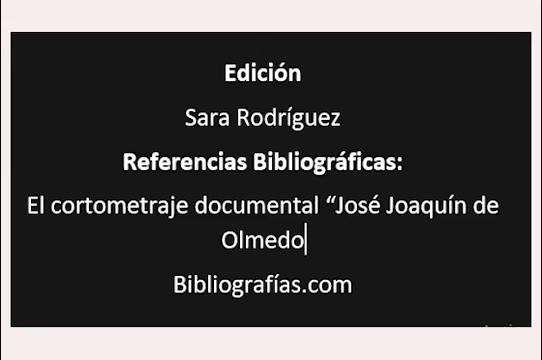 Edición
Sara Rodríguez
Referencias Bibliográficas:
El cortometraje documental “José Joaquín de
Olmedo
Bibliografías.com